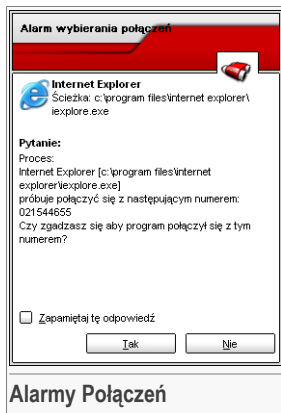 Alarm wybierania połączeń
Internet Explorer
Ścieżka: c:\program files\internet explorer\
iexplore.exe
Pytanie:
Proces:
Internet Explorer [c:\program files\internet
explorer\iexplore.exe]
próbuje połączyć się z następującym numerem:
021544655
Czy zgadzasz się aby program połączył się z tym
numerem?
Zapamiętaj tę odpowiedź
Tak
Nie
Alarmy Połączeń